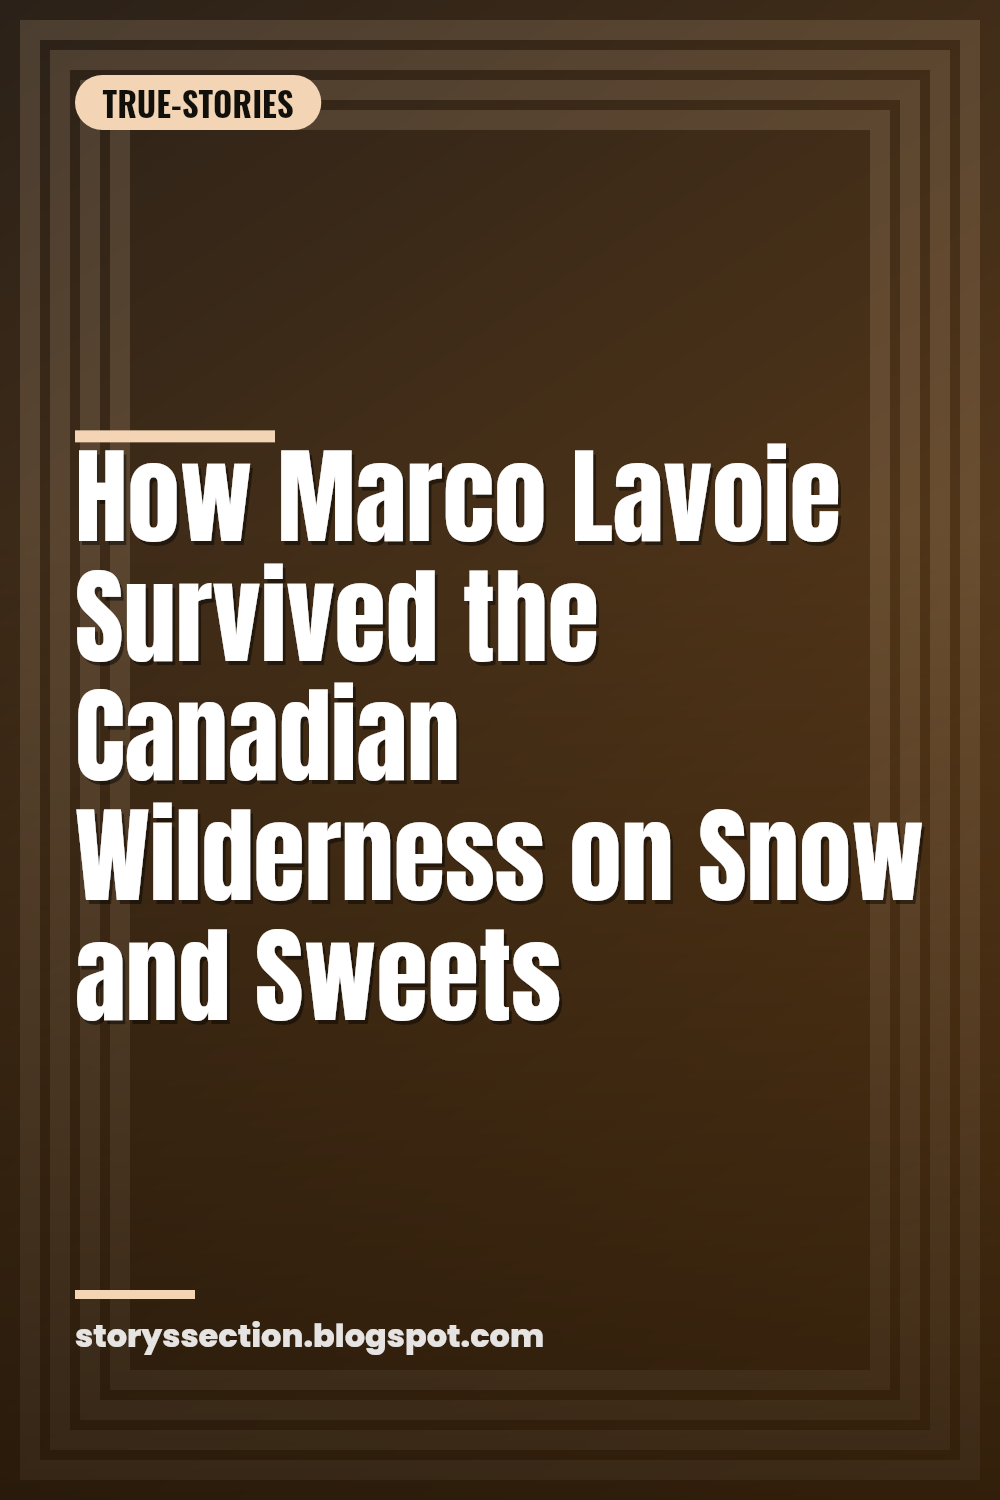 TRUE-STORIES
How Marco Lavoie
Survived the
Canadian
Wilderness on Snow
and Sweets
storyssection.blogspot.com